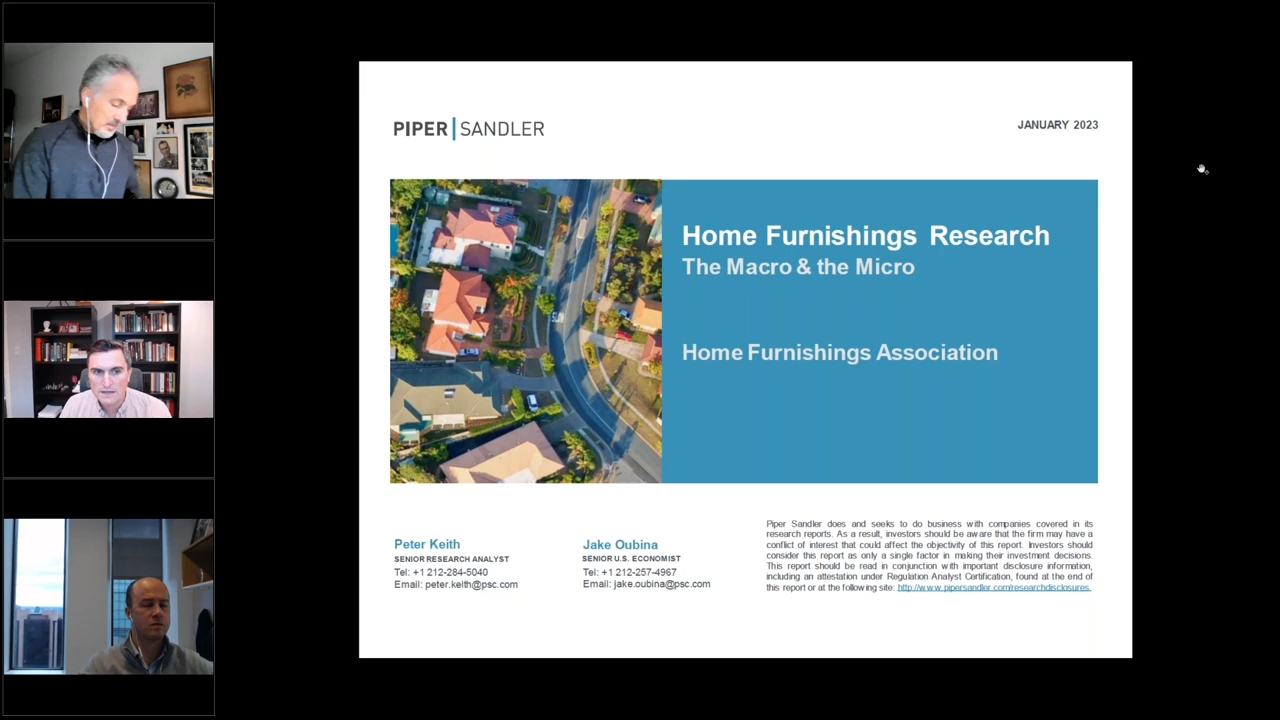 PIPER | SANDLER
JANUARY 2023
Home Furnishings Research
The Macro & the Micro
Home Furnishings Association
Peter Keith
SENIOR RESEARCH ANALYST
Tel: +1 212-284-5040
Email: peter.keith@psc.com
Jake Oubina
SENIOR U.S. ECONOMIST
Tel: +1 212-257-4967
Email: jake.oubina@psc.com
Piper Sandler does and seeks to do business with companies covered in its
research reports. As a result, investors should be aware that the firm may have a
conflict of interest that could affect the objectivity of this report. Investors should
consider this report as only a single factor in making their investment decisions.
This report should be read in conjunction with important disclosure information,
including an attestation under Regulation Analyst Certification, found at the end of
this report or at the following site: http://www.pipersandler.com/researchdisclosures.